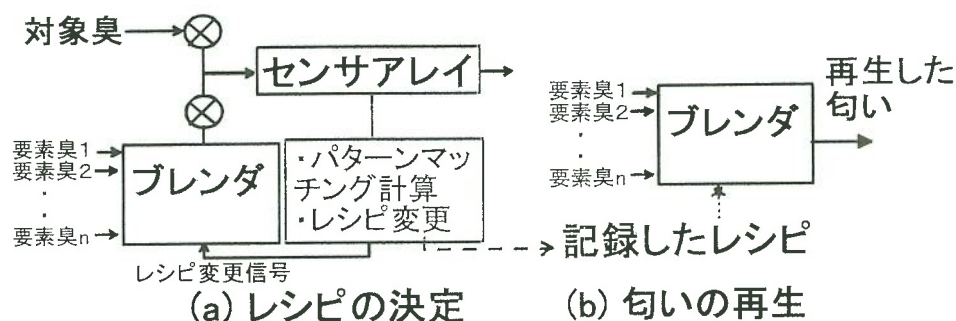 対象臭
センサアレイ
要素臭1
要素臭2
・
・
要素臭n
ブレンダ
・パターンマッ
チング計算
・レシピ変更
レシピ変更信号
(a) レシピの決定
要素臭1
要素臭2
・
・
要素臭n
ブレンダ
再生した
匂い
記録したレシピ
(b) 匂いの再生